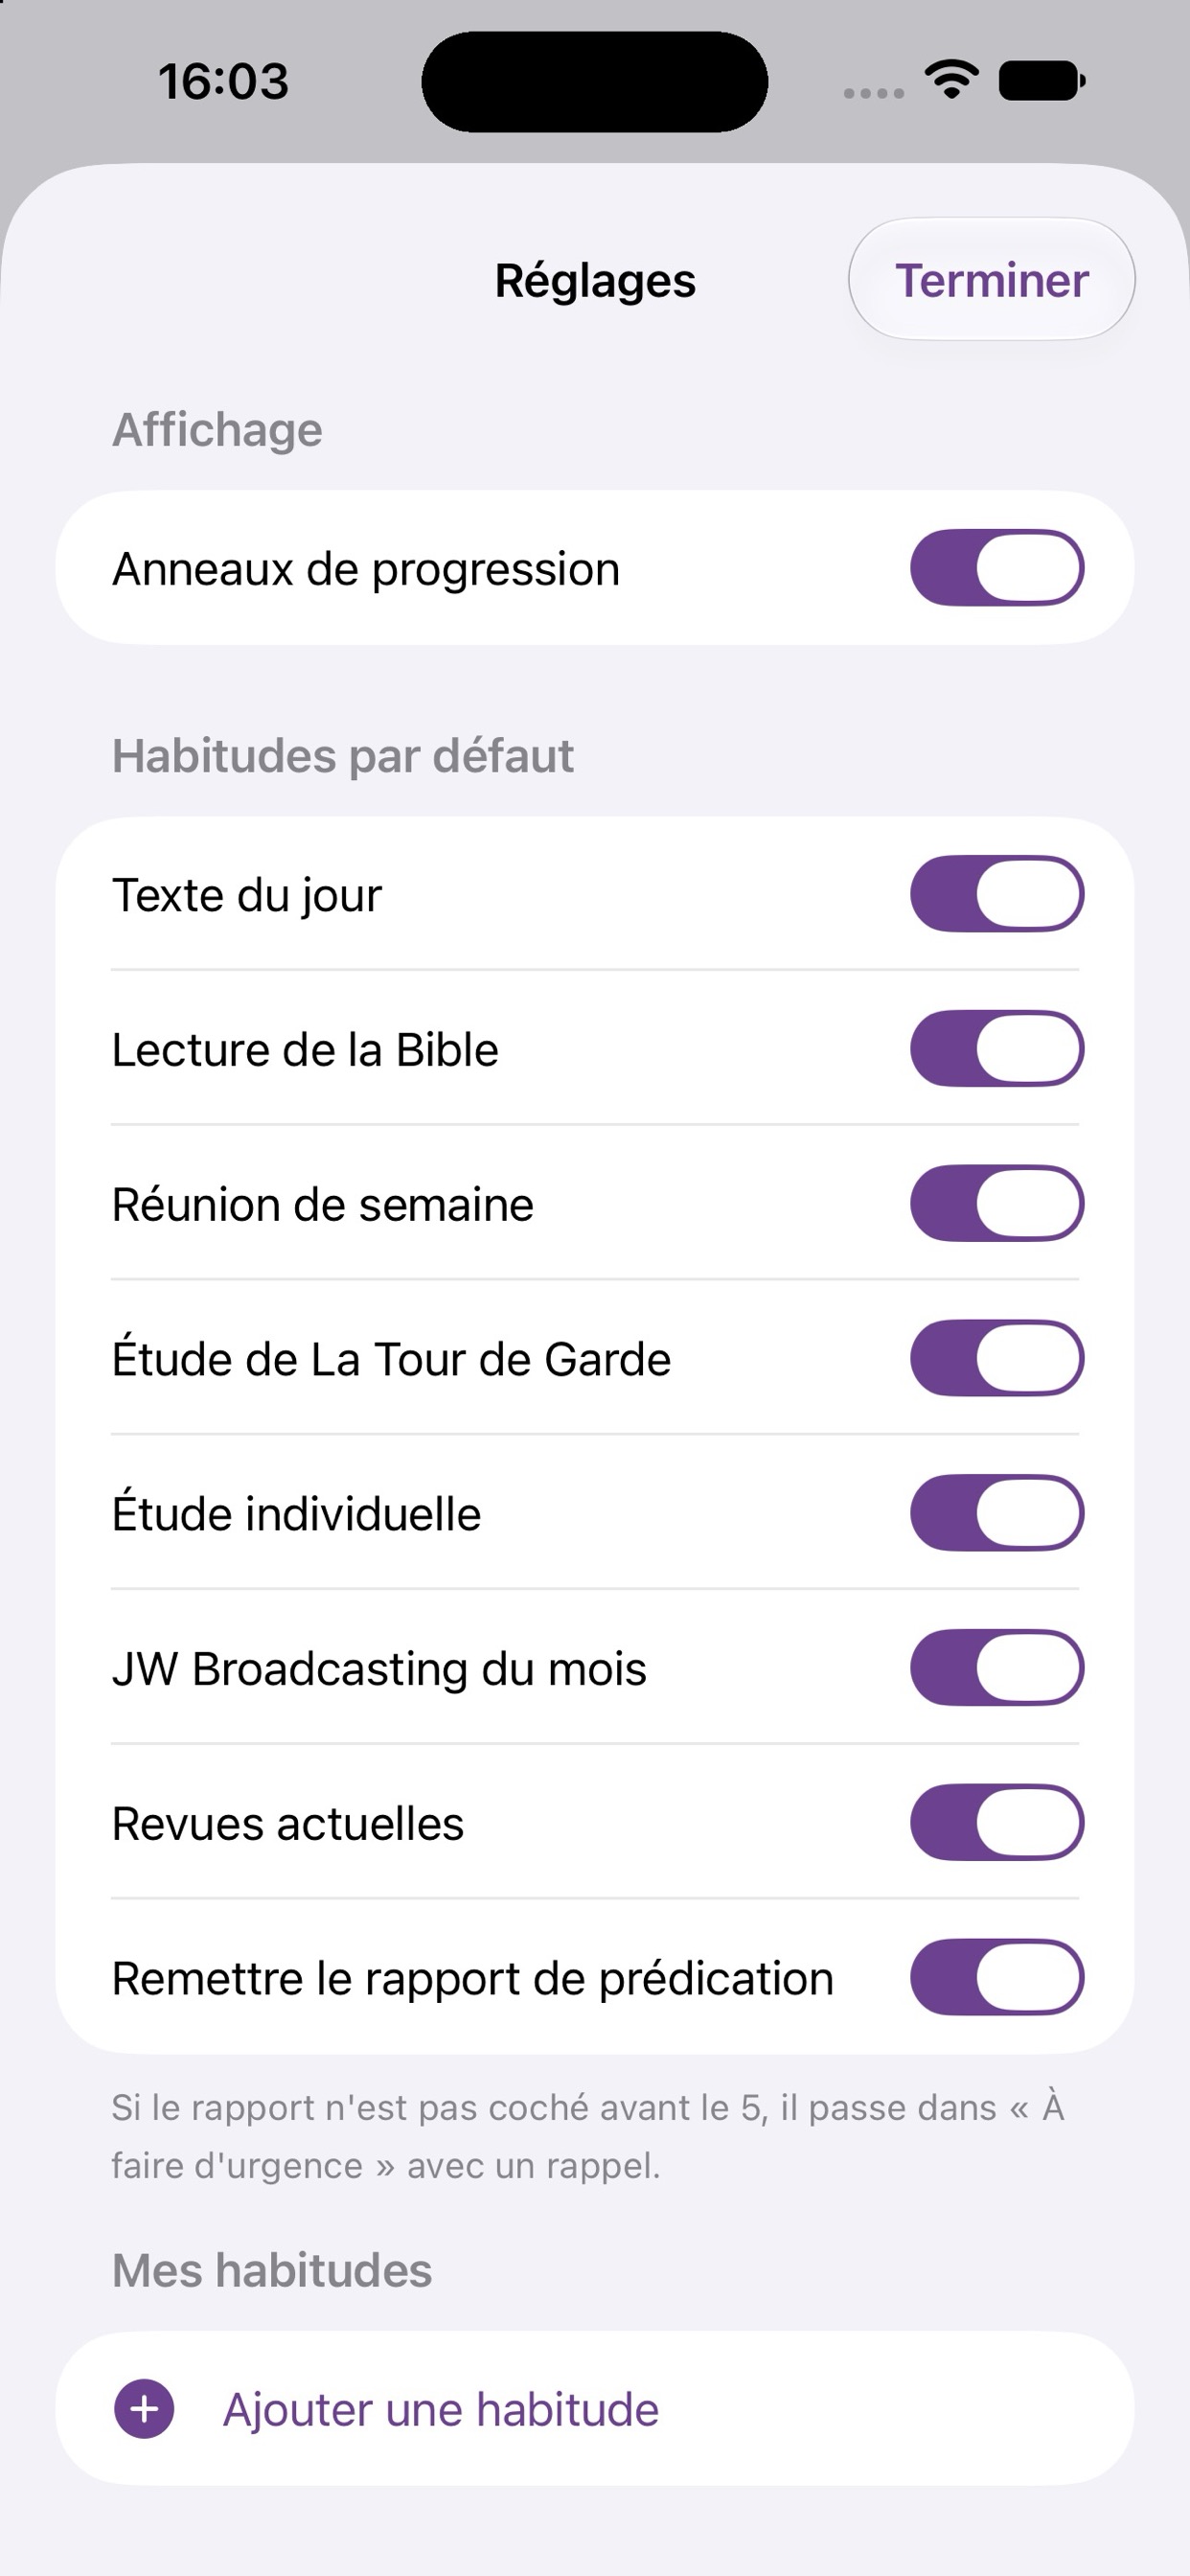 16:03
Réglages
Terminer
Affichage
Anneaux de progression
Habitudes par défaut
Texte du jour
Lecture de la Bible
Réunion de semaine
Étude de La Tour de Garde
Étude individuelle
JW Broadcasting du mois
Revues actuelles
Remettre le rapport de prédication
Si le rapport n'est pas coché avant le 5, il passe dans « À
faire d'urgence » avec un rappel.
Mes habitudes
Ajouter une habitude